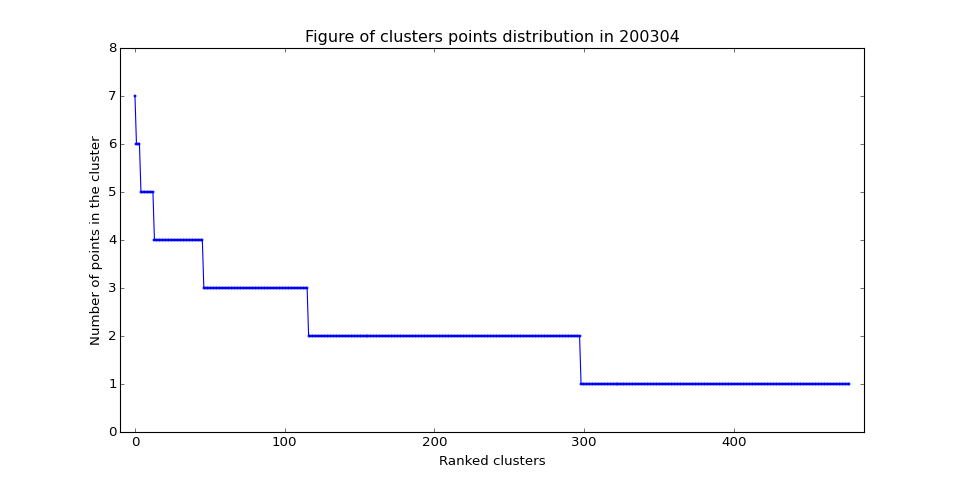 Figure of clusters points distribution in 200304
8
7
6
5
4
3
2
1
0
Number of points in the cluster
0 100 200 300 400
Ranked clusters